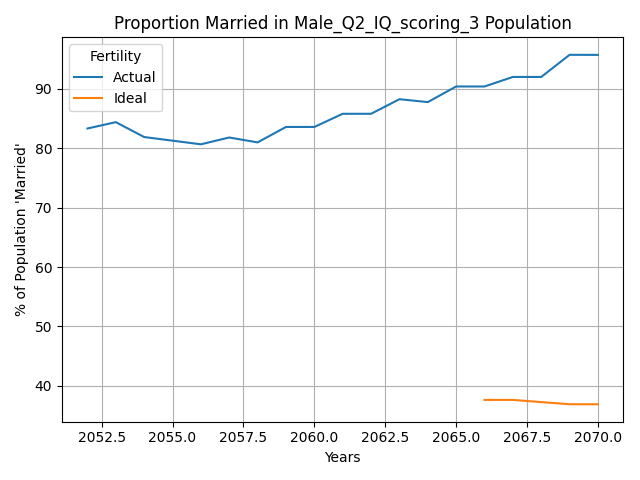 Proportion Married in Male_Q2_IQ_scoring_3 Population
Fertility
Actual
Ideal
% of Population 'Married'
90
80
70
60
50
40
2052.5 2055.0 2057.5 2060.0 2062.5 2065.0 2067.5 2070.0
Years